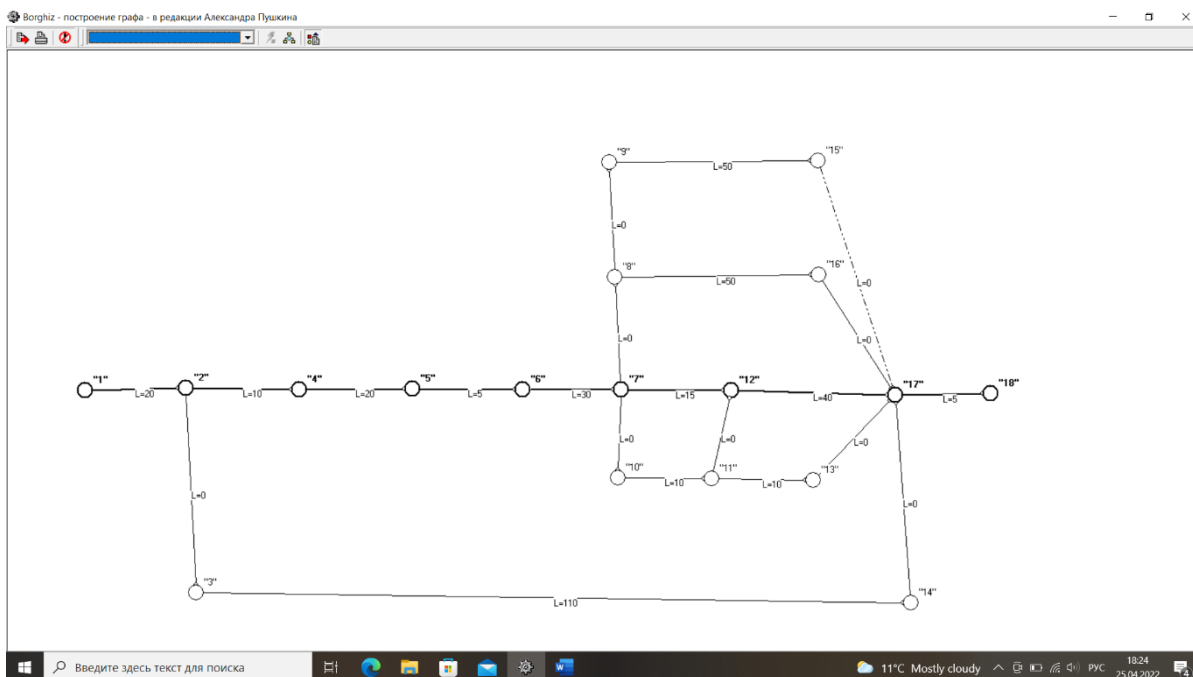 Borghiz - построение графа - в редакции Александра Пушкина
"9"
L=50
"15"
L=0
"8"
L=50
"16"
L=0
L=0
L=0
"1"
L=20
"2"
L=10
"4"
L=20
"5"
L=5
"6"
L=30
"7"
L=15
"12"
L=40
"17"
L=5
"18"
L=0
L=0
L=0
"10"
L=10
"11"
L=10
"13"
L=0
L=0
"3"
L=110
"14"
Введите здесь текст для поиска
11°C Mostly cloudy
РУС
18:24
25.04.2022
4